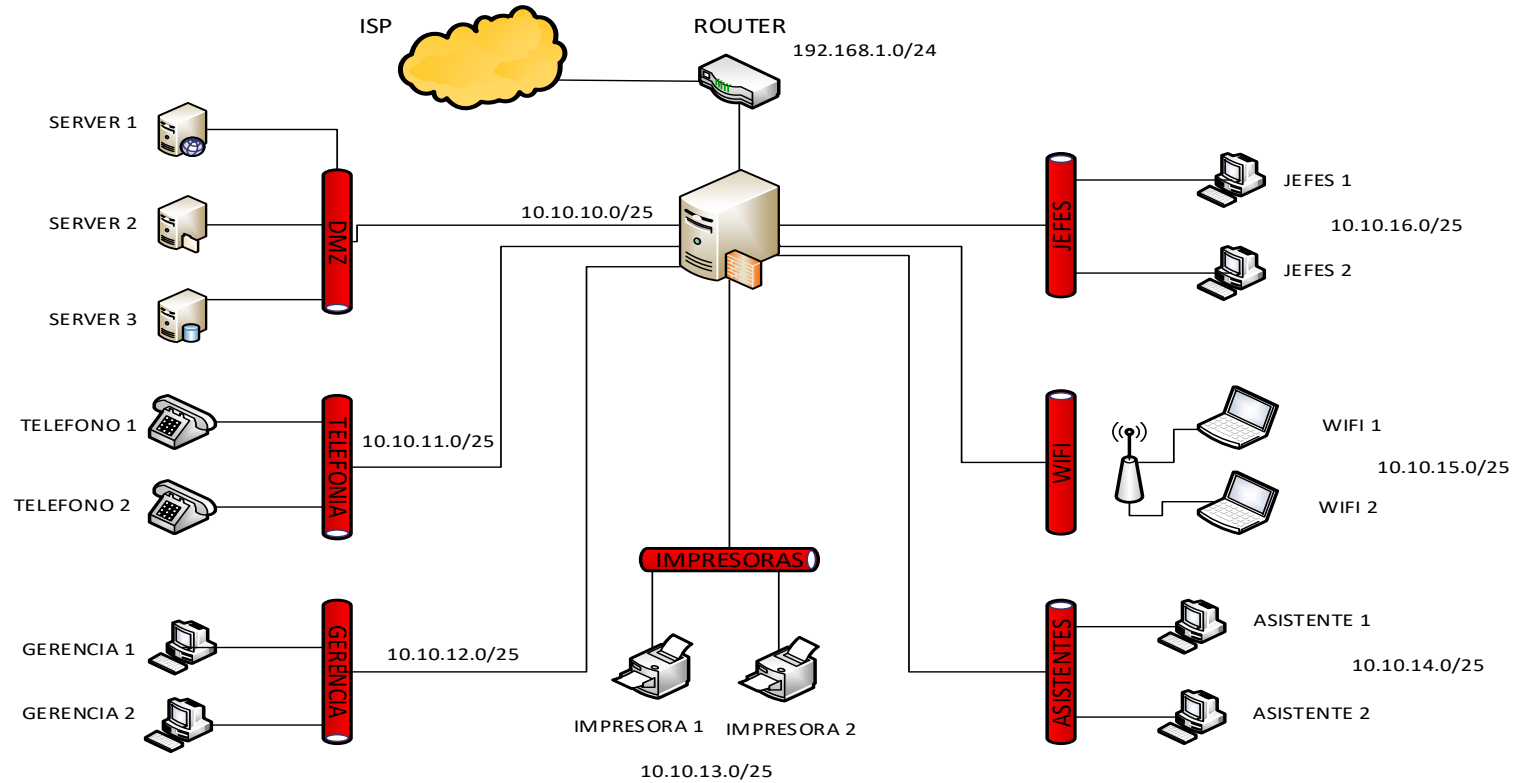 ISP
ROUTER
192.168.1.0/24
SERVER 1
SERVER 2
SERVER 3
DMZ
10.10.10.0/25
JEFES
JEFES 1
10.10.16.0/25
JEFES 2
TELEFONO 1
TELEFONO 2
TELEFONIA
10.10.11.0/25
WIFI
WIFI 1
10.10.15.0/25
WIFI 2
GERENCIA 1
GERENCIA 2
GERENCIA
10.10.12.0/25
IMPRESORAS
IMPRESORA 1
IMPRESORA 2
10.10.13.0/25
ASISTENTES
ASISTENTE 1
10.10.14.0/25
ASISTENTE 2